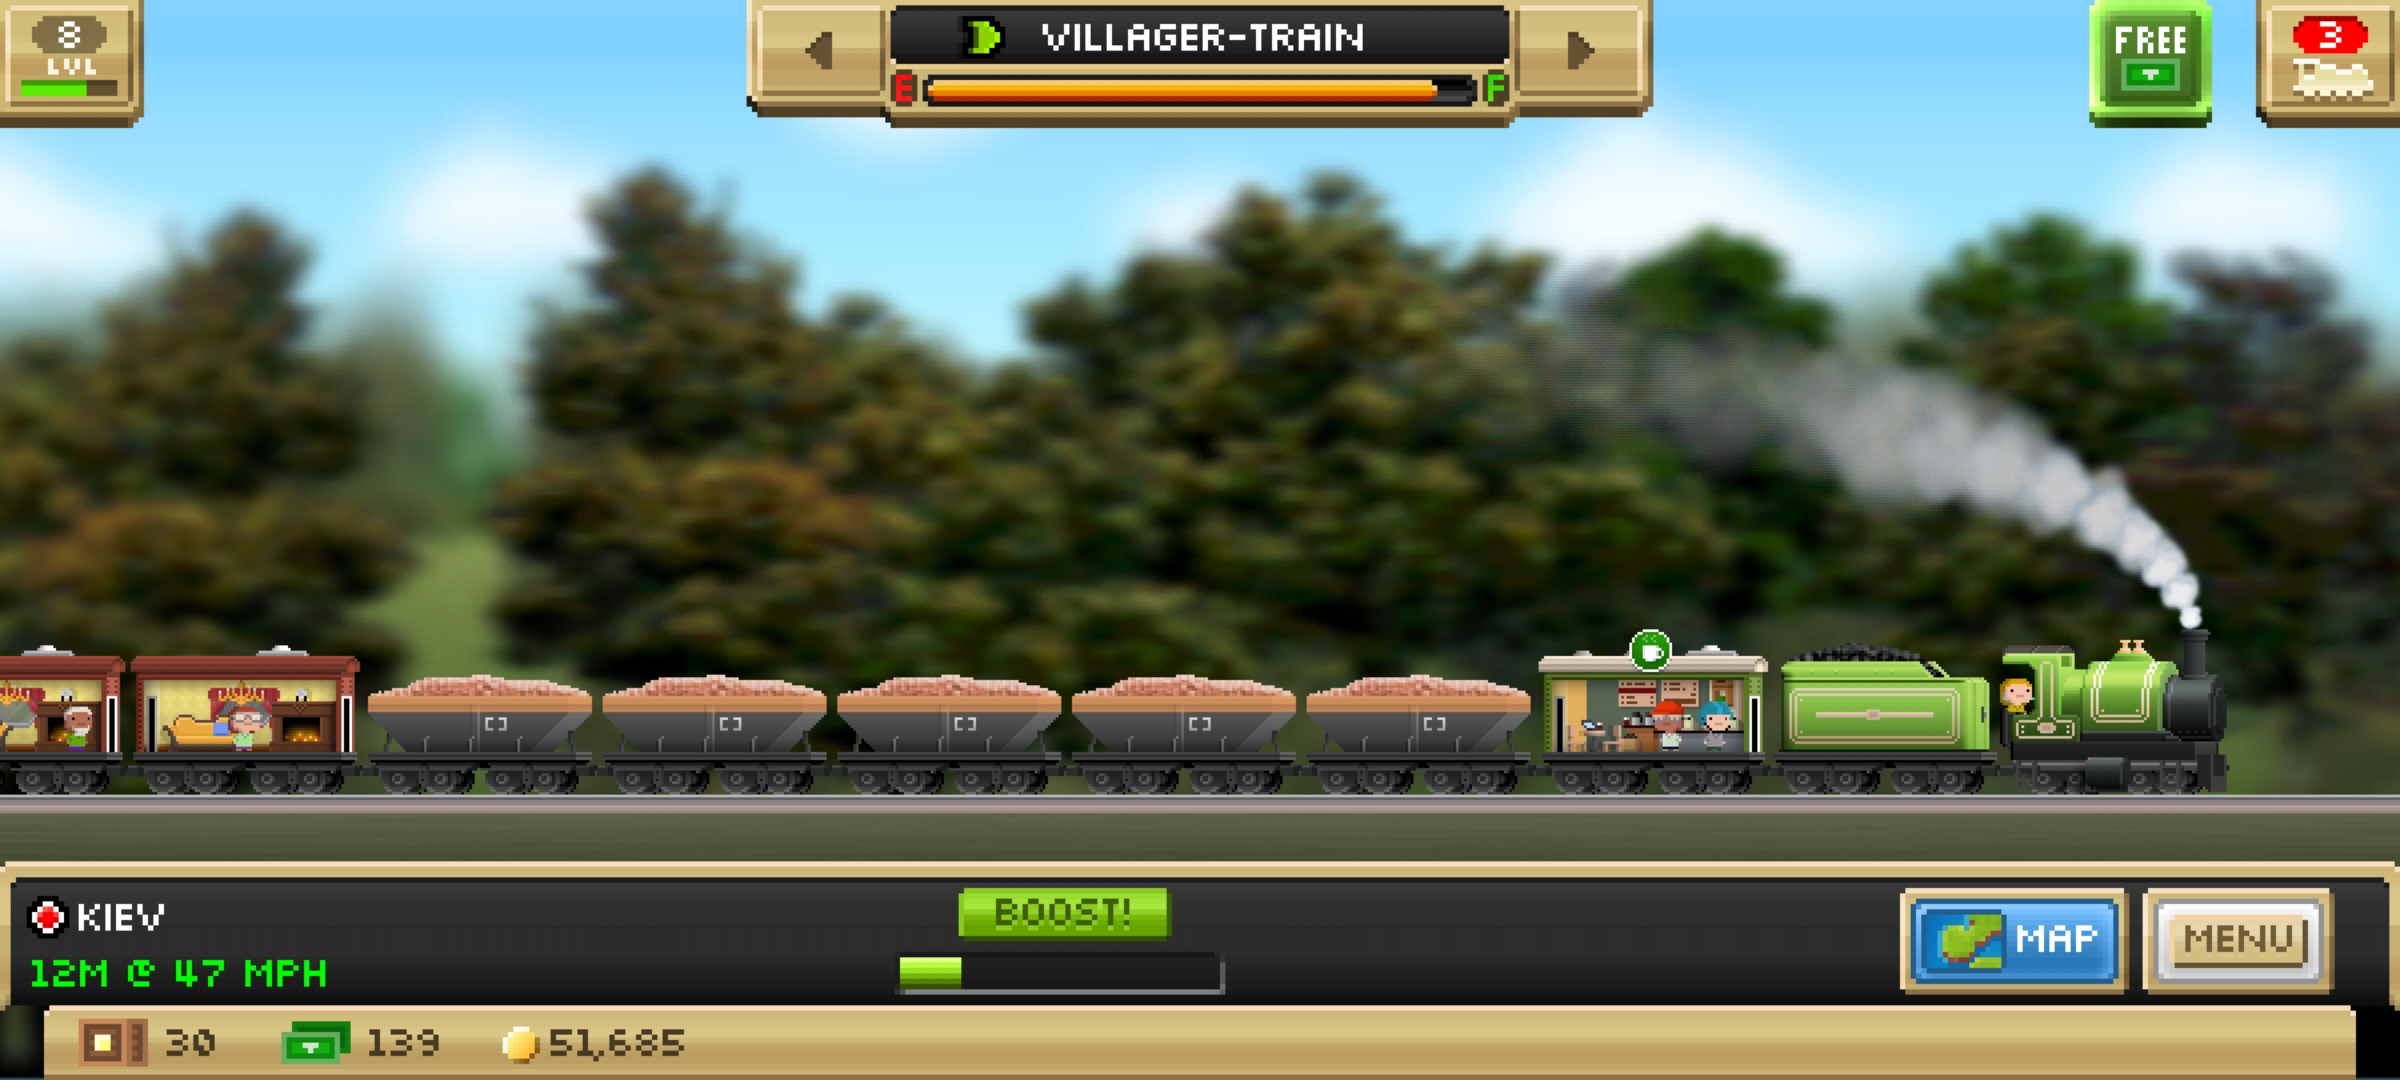 8
LVL
VILLAGER-TRAIN
E F
FREE
3
KIEV
12M @ 47 MPH
BOOST!
MAP
MENU
30
139
51,685